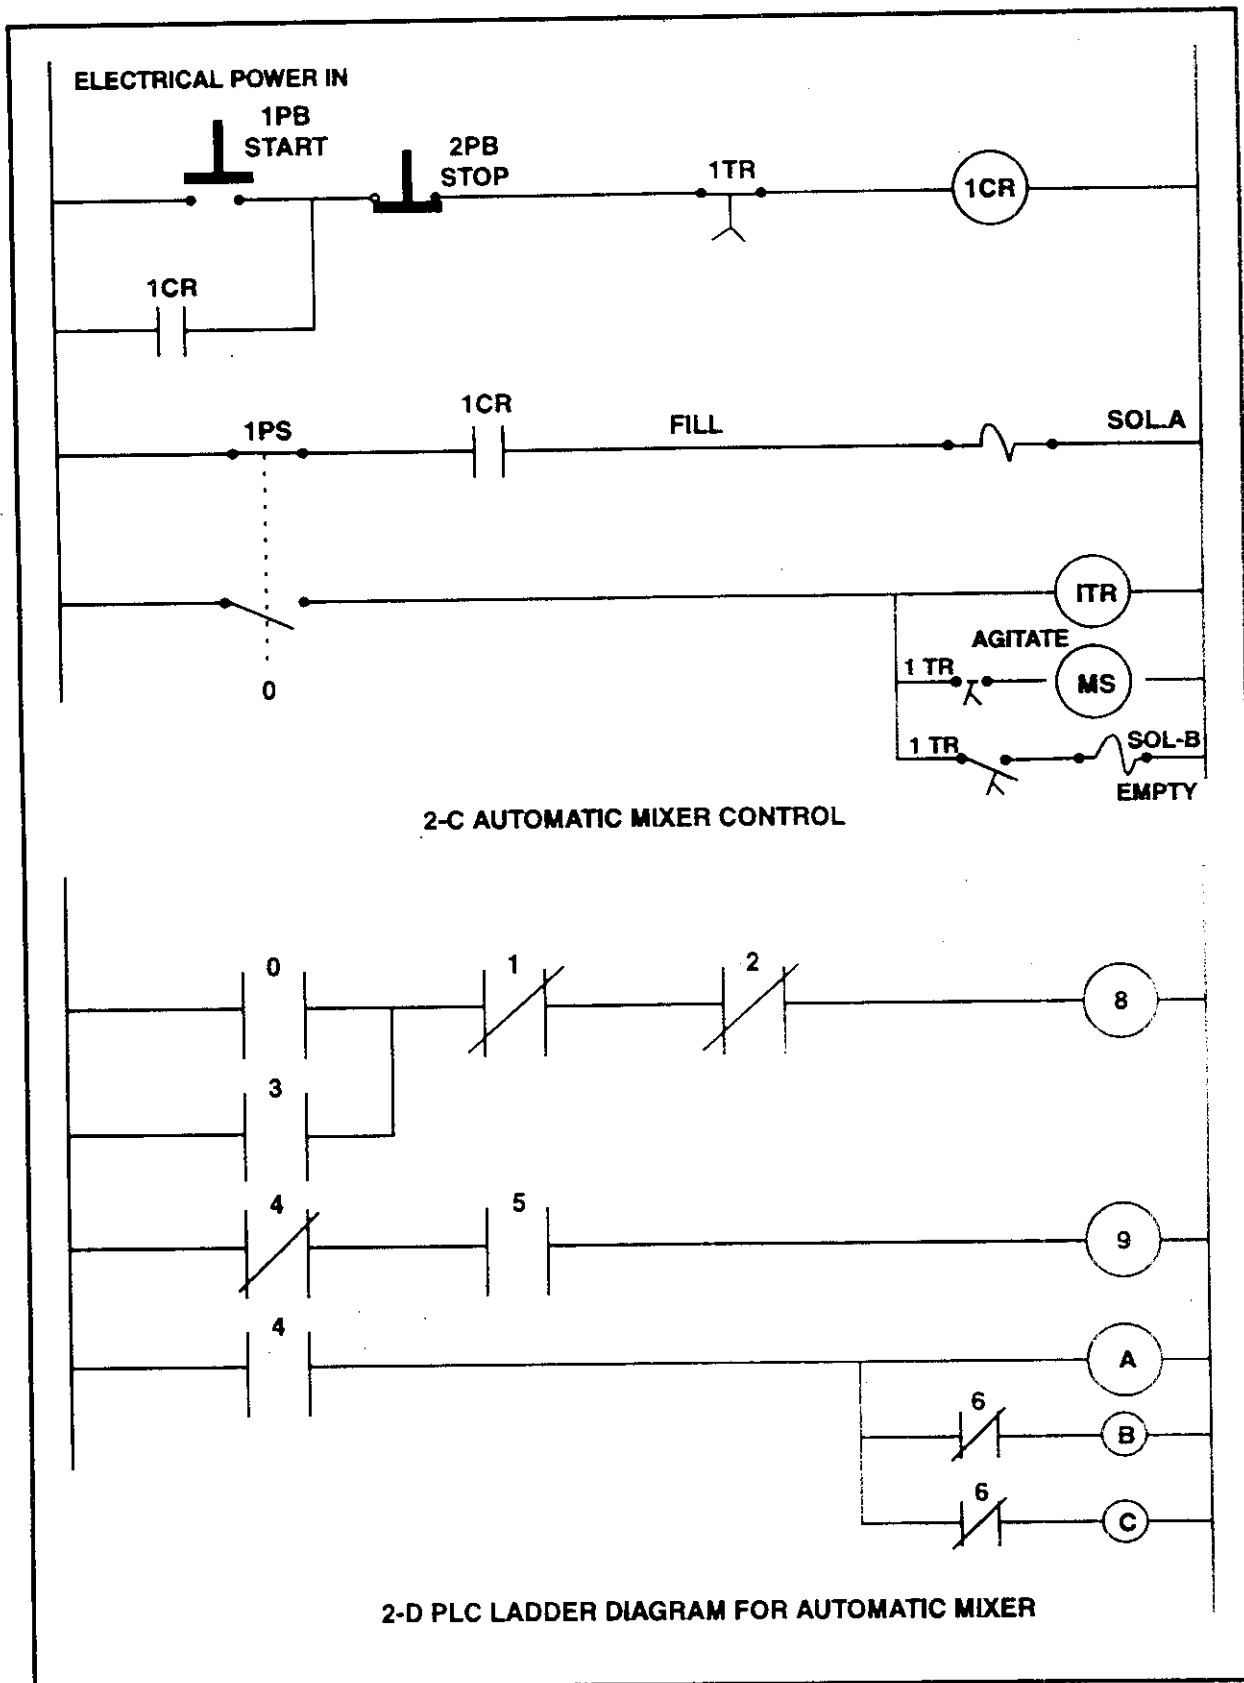 ELECTRICAL POWER IN
1PB
START
2PB
STOP
1TR
1CR
1CR
1PS
1CR
FILL
SOL.A
0
ITR
AGITATE
1 TR
MS
1 TR
SOL-B
EMPTY
2-C AUTOMATIC MIXER CONTROL
0
1
2
8
3
4
5
9
4
A
6
B
6
C
2-D PLC LADDER DIAGRAM FOR AUTOMATIC MIXER